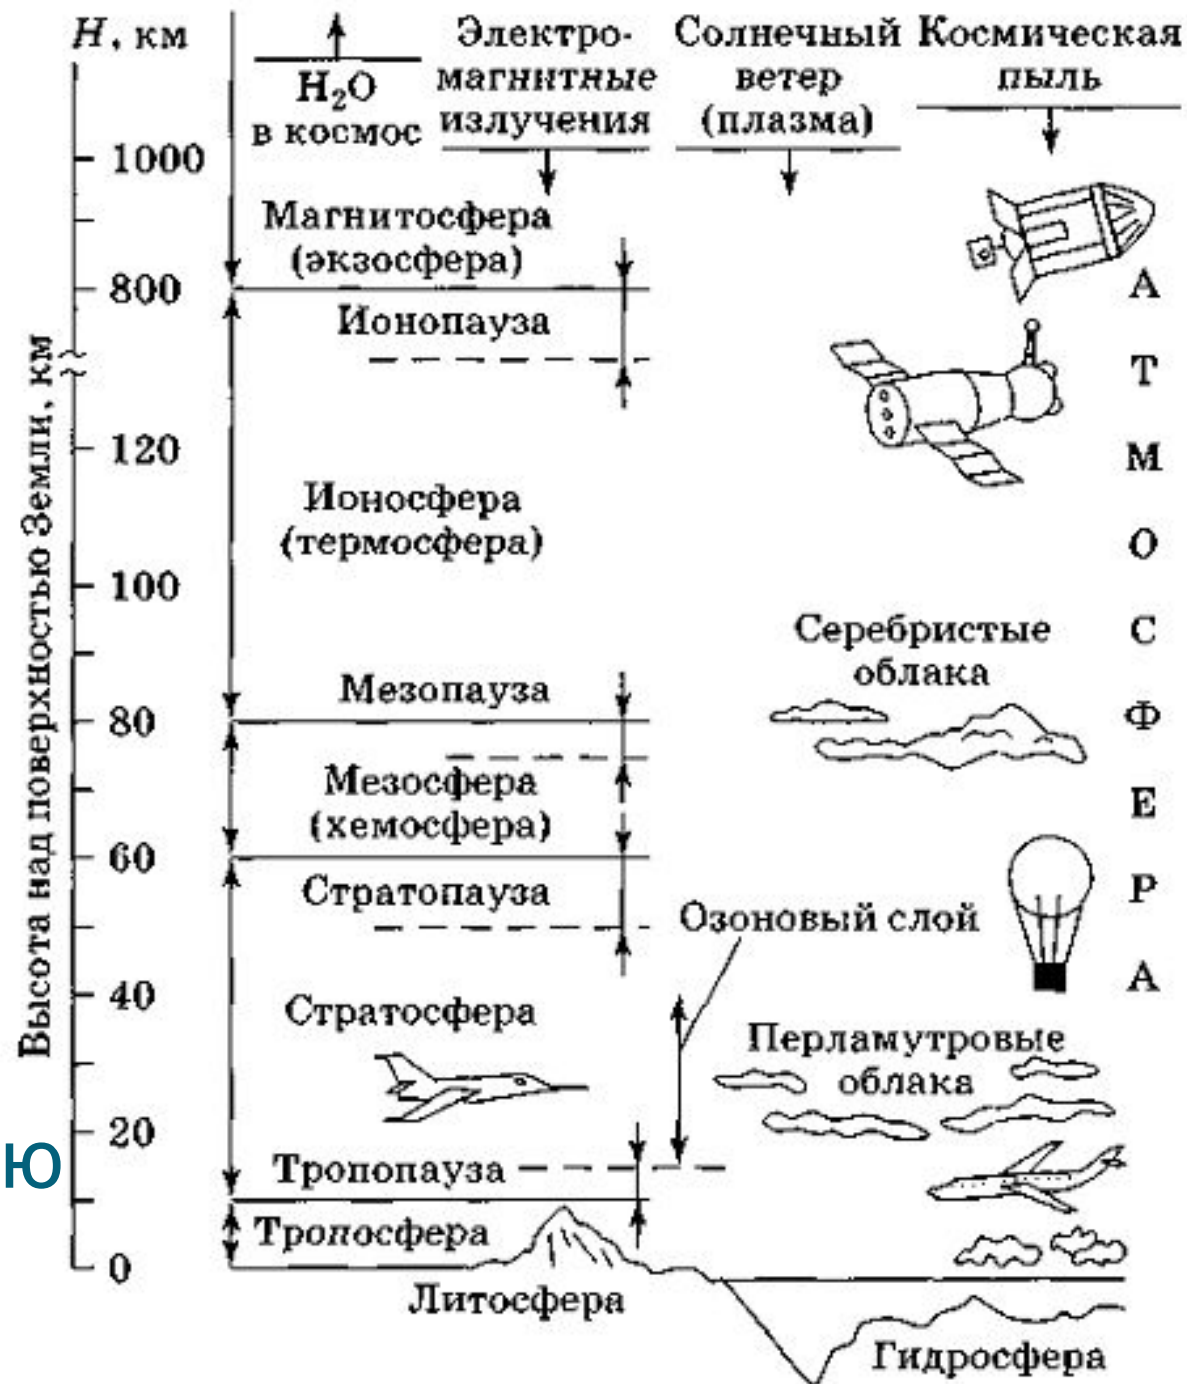 H, км
H₂O
в космос
Электро-
магнитные
излучения
Солнечный
ветер
(плазма)
Космическая
пыль
1000
Магнитосфера
(экзосфера)
800
Ионопауза
120
Ионосфера
(термосфера)
100
Серебристые
облака
Мезопауза
80
Мезосфера
(хемосфера)
60
Стратопауза
Озоновый слой
40
Стратосфера
Перламутровые
облака
20
Тропопауза
Тропосфера
0
Литосфера
Гидросфера
Высота над поверхностью Земли, км
А
Т
М
О
С
Ф
Е
Р
А
ю